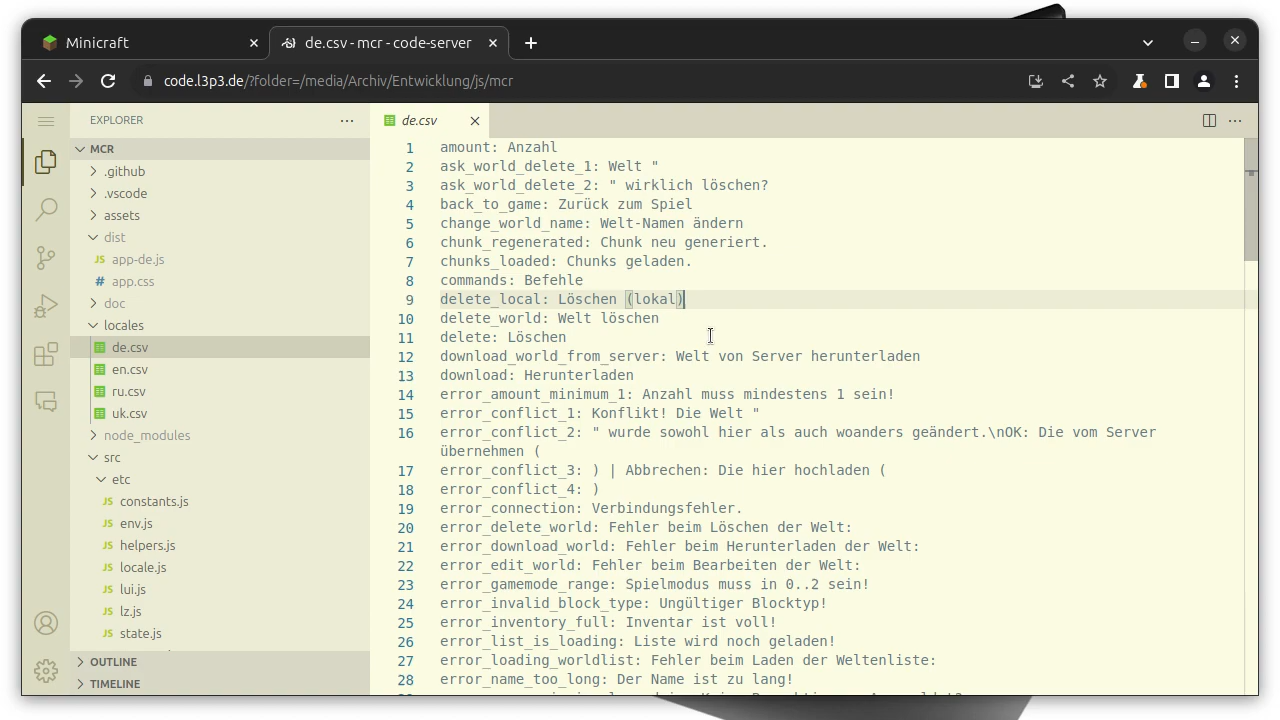 Minicraft
de.csv - mcr - code-server
code.l3p3.de/?folder=/media/Archiv/Entwicklung/js/mcr
EXPLORER
MCR
.github
.vscode
assets
dist
JS app-de.js
# app.css
doc
locales
de.csv
en.csv
ru.csv
uk.csv
node_modules
src
etc
JS constants.js
JS env.js
JS helpers.js
JS locale.js
JS lui.js
JS lz.js
JS state.js
OUTLINE
TIMELINE
de.csv
1 amount: Anzahl
2 ask_world_delete_1: Welt "
3 ask_world_delete_2: " wirklich löschen?
4 back_to_game: Zurück zum Spiel
5 change_world_name: Welt-Namen ändern
6 chunk_regenerated: Chunk neu generiert.
7 chunks_loaded: Chunks geladen.
8 commands: Befehle
9 delete_local: Löschen (lokal)
10 delete_world: Welt löschen
11 delete: Löschen
12 download_world_from_server: Welt von Server herunterladen
13 download: Herunterladen
14 error_amount_minimum_1: Anzahl muss mindestens 1 sein!
15 error_conflict_1: Konflikt! Die Welt "
16 error_conflict_2: " wurde sowohl hier als auch woanders geändert.\nOK: Die vom Server
übernehmen (
17 error_conflict_3: ) | Abbrechen: Die hier hochladen (
18 error_conflict_4: )
19 error_connection: Verbindungsfehler.
20 error_delete_world: Fehler beim Löschen der Welt:
21 error_download_world: Fehler beim Herunterladen der Welt:
22 error_edit_world: Fehler beim Bearbeiten der Welt:
23 error_gamemode_range: Spielmodus muss in 0..2 sein!
24 error_invalid_block_type: Ungültiger Blocktyp!
25 error_inventory_full: Inventar ist voll!
26 error_list_is_loading: Liste wird noch geladen!
27 error_loading_worldlist: Fehler beim Laden der Weltenliste:
28 error_name_too_long: Der Name ist zu lang!